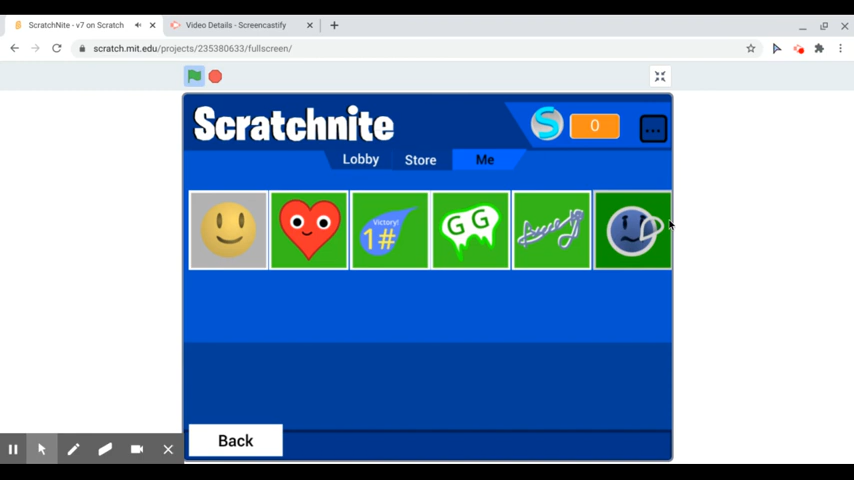 ScratchNite - v7 on Scratch
Video Details - Screencastify
scratch.mit.edu/projects/235380633/fullscreen/
Scratchnite
S
0
...
Lobby
Store
Me
Victory!
1#
GG
Back